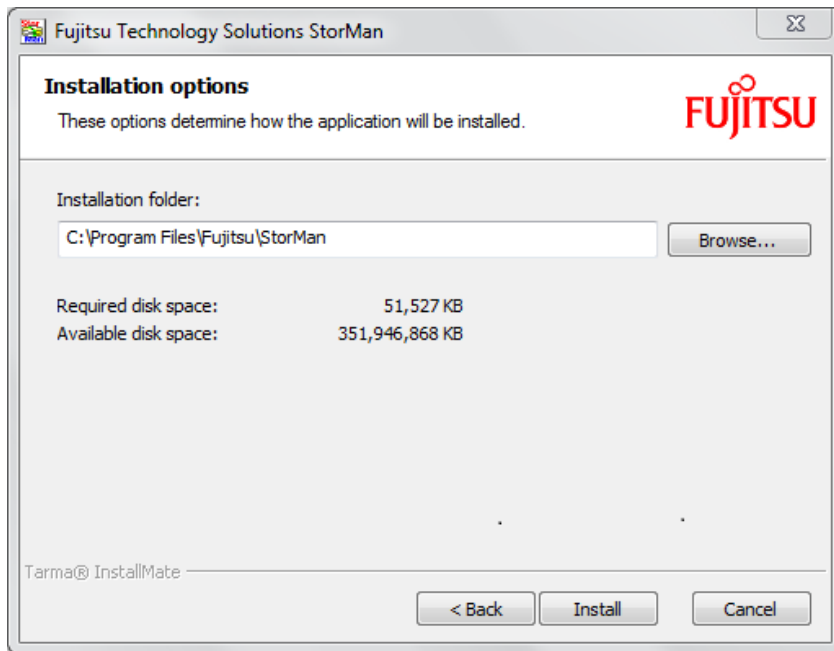 Fujitsu Technology Solutions StorMan
Installation options
These options determine how the application will be installed.
FUJITSU
Installation folder:
C:\Program Files\Fujitsu\StorMan
Browse...
Required disk space: 51,527 KB
Available disk space: 351,946,868 KB
Tarma® InstallMate
< Back Install Cancel